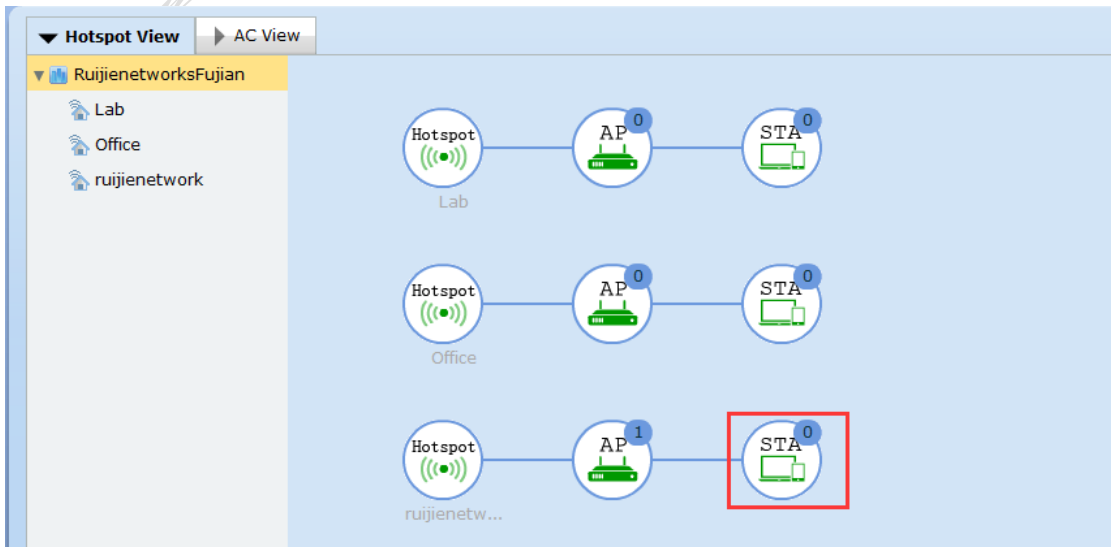 Hotspot View AC View
RuijienetworksFujian
Lab
Office
ruijienetwork
Hotspot AP 0 STA 0
Lab
Hotspot AP 0 STA 0
Office
Hotspot AP 1 STA 0
ruijienetw...